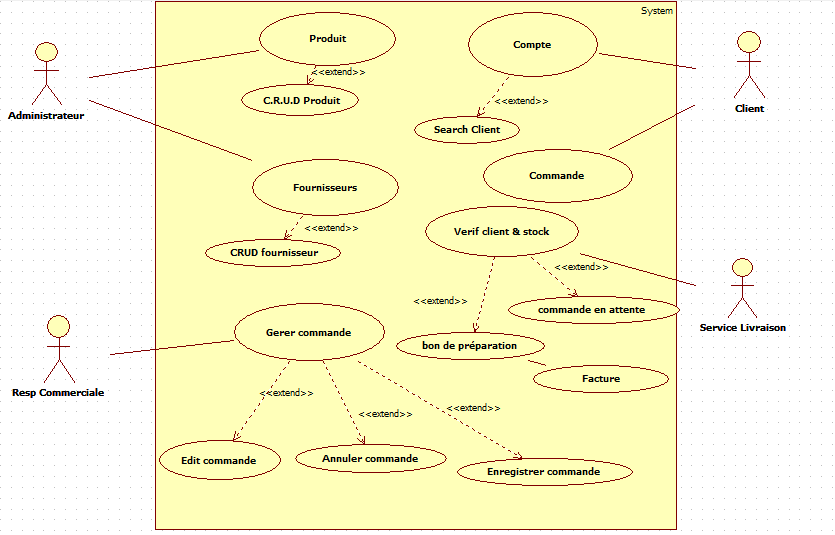 System
Produit
Compte
<<extend>>
C.R.U.D Produit
<<extend>>
Administrateur
Client
Search Client
Commande
Fournisseurs
<<extend>>
Verif client & stock
CRUD fournisseur
<<extend>>
<<extend>>
commande en attente
Service Livraison
Gerer commande
bon de préparation
Facture
Resp Commerciale
<<extend>>
<<extend>>
<<extend>>
Edit commande
Annuler commande
Enregistrer commande